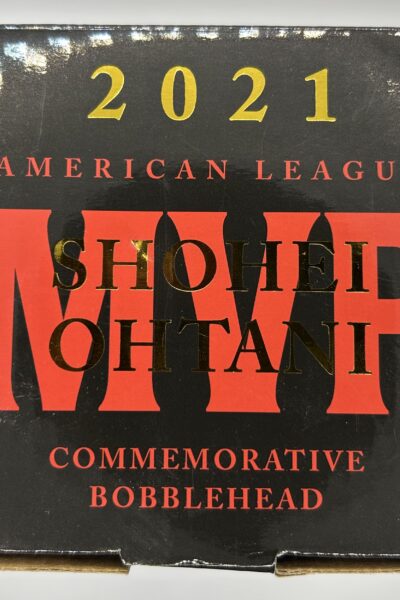 2021
AMERICAN LEAGU
MVP
SHOHEI
OHTANI
COMMEMORATIVE
BOBBLEHEAD